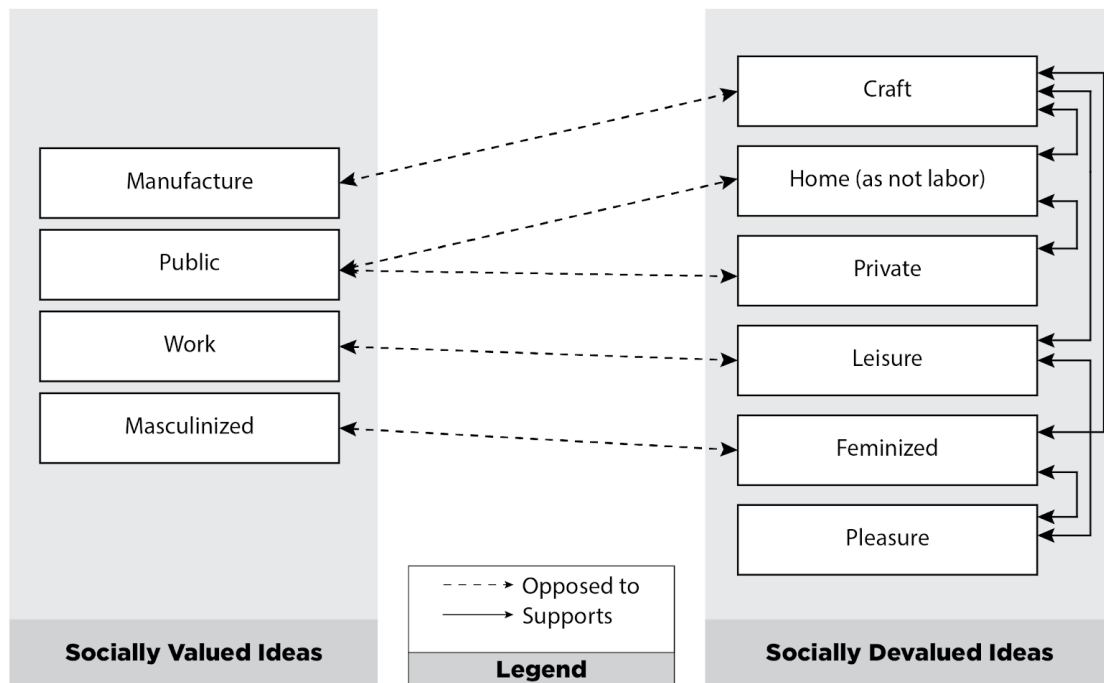 Manufacture
Public
Work
Masculinized
Socially Valued Ideas
Opposed to
Supports
Legend
Craft
Home (as not labor)
Private
Leisure
Feminized
Pleasure
Socially Devalued Ideas